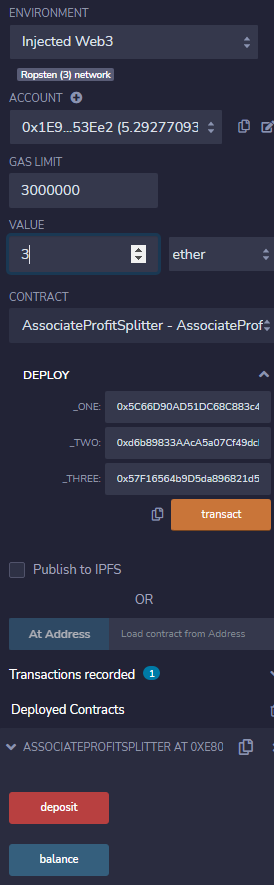 ENVIRONMENT
Injected Web3
Ropsten (3) network
ACCOUNT
0x1E9...53Ee2 (5.29277093
GAS LIMIT
3000000
VALUE
3 ether
CONTRACT
AssociateProfitSplitter - AssociateProf
DEPLOY
_ONE: 0x5C66D90AD51DC68C883c4
_TWO: 0xd6b89833AAcA5a07Cf49dcl
_THREE: 0x57F16564b9D5da896821d5
transact
Publish to IPFS
OR
At Address Load contract from Address
Transactions recorded 1
Deployed Contracts
ASSOCIATEPROFITSPLITTER AT 0XE80
deposit
balance